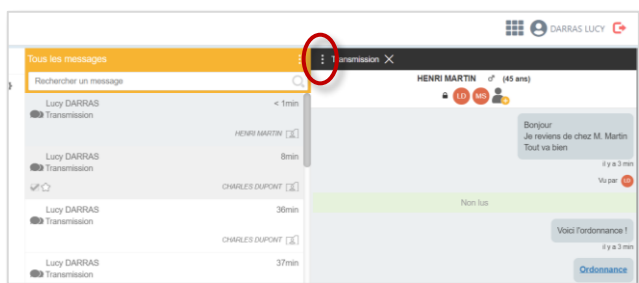 DARRAS LUCY
Tous les messages
Transmission
Rechercher un message
Lucy DARRAS < 1min
Transmission
HENRI MARTIN
Lucy DARRAS 8min
Transmission
CHARLES DUPONT
Lucy DARRAS 36min
Transmission
CHARLES DUPONT
Lucy DARRAS 37min
Transmission
HENRI MARTIN ♂ (45 ans)
LD MS
Bonjour
Je reviens de chez M. Martin
Tout va bien
il y a 3 min
Vu par LD
Non lus
Voici l'ordonnance !
il y a 3 min
Ordonnance